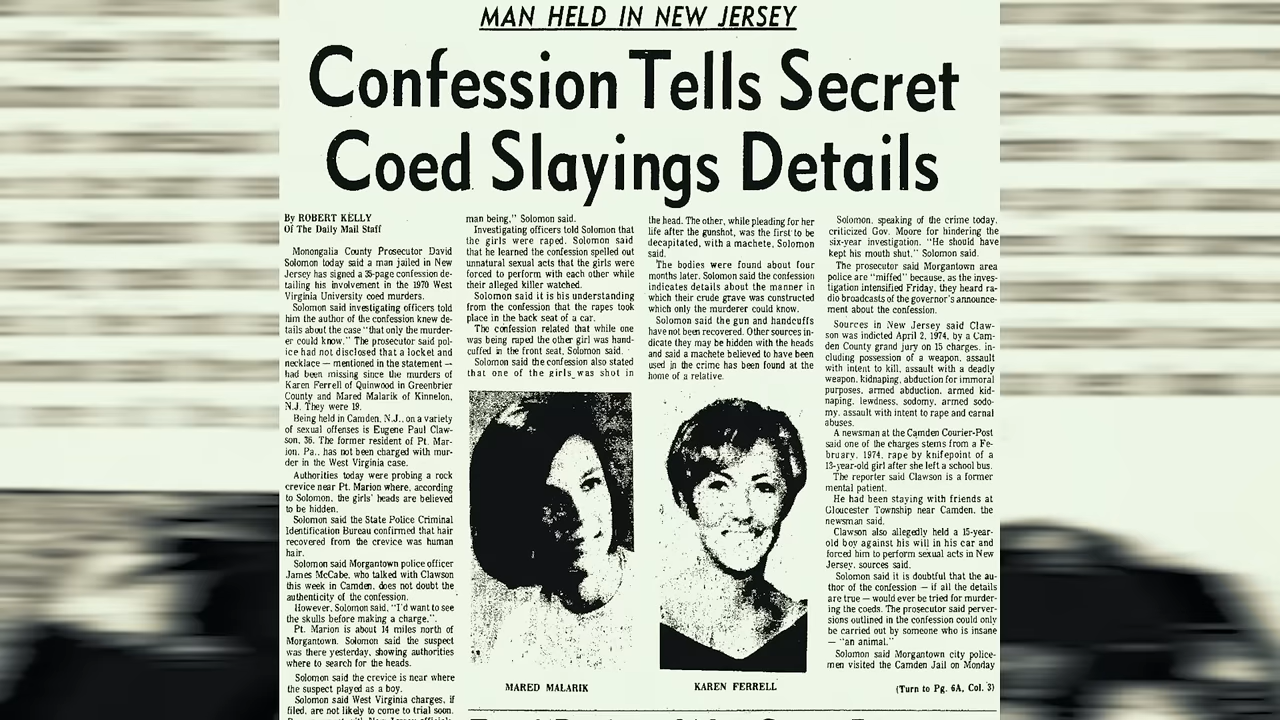 MAN HELD IN NEW JERSEY
Confession Tells Secret
Coed Slayings Details
By ROBERT KELLY
Of The Daily Mail Staff
Monongalia County Prosecutor David
Solomon today said a man jailed in New
Jersey has signed a 35-page confession de-
tailing his involvement in the 1970 West
Virginia University coed murders.
Solomon said investigating officers told
him the author of the confession knew de-
tails about the case "that only the murder-
er could know." The prosecutor said pol-
ice had not disclosed that a locket and
necklace — mentioned in the statement —
had been missing since the murders of
Karen Ferrell of Quinwood in Greenbrier
County and Mared Malarik of Kinnelon,
N.J. They were 19.
Being held in Camden, N.J., on a variety
of sexual offenses is Eugene Paul Claw-
son, 36. The former resident of Pt. Mar-
ion, Pa., has not been charged with mur-
der in the West Virginia case.
Authorities today were probing a rock
crevice near Pt. Marion where, according
to Solomon, the girls' heads are believed
to be hidden.
Solomon said the State Police Criminal
Identification Bureau confirmed that hair
recovered from the crevice was human
hair.
Solomon said Morgantown police officer
James McCabe, who talked with Clawson
this week in Camden, does not doubt the
authenticity of the confession.
However, Solomon said, "I'd want to see
the skulls before making a charge.".
Pt. Marion is about 14 miles north of
Morgantown. Solomon said the suspect
was there yesterday, showing authorities
where to search for the heads.
Solomon said the crevice is near where
the suspect played as a boy.
Solomon said West Virginia charges, if
filed, are not likely to come to trial soon.
man being," Solomon said.
Investigating officers told Solomon that
the girls were raped. Solomon said
that he learned the confession spelled out
unnatural sexual acts that the girls were
forced to perform with each other while
their alleged killer watched.
Solomon said it is his understanding
from the confession that the rapes took
place in the back seat of a car.
The confession related that while one
was being raped the other girl was hand-
cuffed in the front seat, Solomon said.
Solomon said the confession also stated
that one of the girls was shot in
the head. The other, while pleading for her
life after the gunshot, was the first to be
decapitated, with a machete, Solomon
said.
The bodies were found about four
months later. Solomon said the confession
indicates details about the manner in
which their crude grave was constructed
which only the murderer could know.
Solomon said the gun and handcuffs
have not been recovered. Other sources in-
dicate they may be hidden with the heads
and said a machete believed to have been
used in the crime has been found at the
home of a relative.
MARED MALARIK
KAREN FERRELL
Solomon, speaking of the crime today,
criticized Gov. Moore for hindering the
six-year investigation. "He should have
kept his mouth shut," Solomon said.
The prosecutor said Morgantown area
police are "miffed" because, as the inves-
tigation intensified Friday, they heard ra-
dio broadcasts of the governor's announce-
ment about the confession.
Sources in New Jersey said Claw-
son was indicted April 2, 1974, by a Cam-
den County grand jury on 15 charges, in-
cluding possession of a weapon, assault
with intent to kill, assault with a deadly
weapon, kidnaping, abduction for immoral
purposes, armed abduction, armed kid-
naping, lewdness, sodomy, armed sodo-
my, assault with intent to rape and carnal
abuses.
A newsman at the Camden Courier-Post
said one of the charges stems from a Fe-
bruary, 1974, rape by knifepoint of a
13-year-old girl after she left a school bus.
The reporter said Clawson is a former
mental patient.
He had been staying with friends at
Gloucester Township near Camden, the
newsman said.
Clawson also allegedly held a 15-year-
old boy against his will in his car and
forced him to perform sexual acts in New
Jersey, sources said.
Solomon said it is doubtful that the au-
thor of the confession — if all the details
are true — would ever be tried for murder-
ing the coeds. The prosecutor said perver-
sions outlined in the confession could only
be carried out by someone who is insane
— "an animal."
Solomon said Morgantown city police-
men visited the Camden Jail on Monday
(Turn to Pg. 6A, Col. 3)